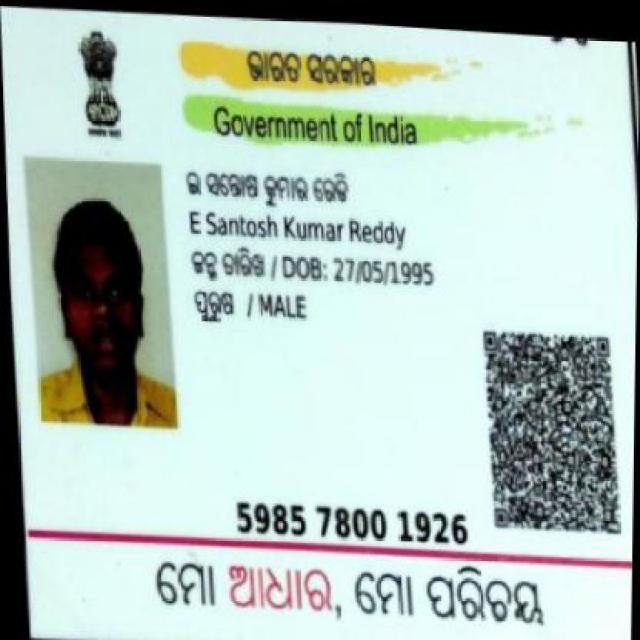 ଭାରତ ସରକାର
Government of India
ଇ ସନ୍ତୋଷ କୁମାର ରେଡ୍ଡି
E Santosh Kumar Reddy
ଜନ୍ମ ତାରିଖ / DOB: 27/05/1995
ପୁରୁଷ / MALE
5985 7800 1926
ମୋ ଆଧାର, ମୋ ପରିଚୟ